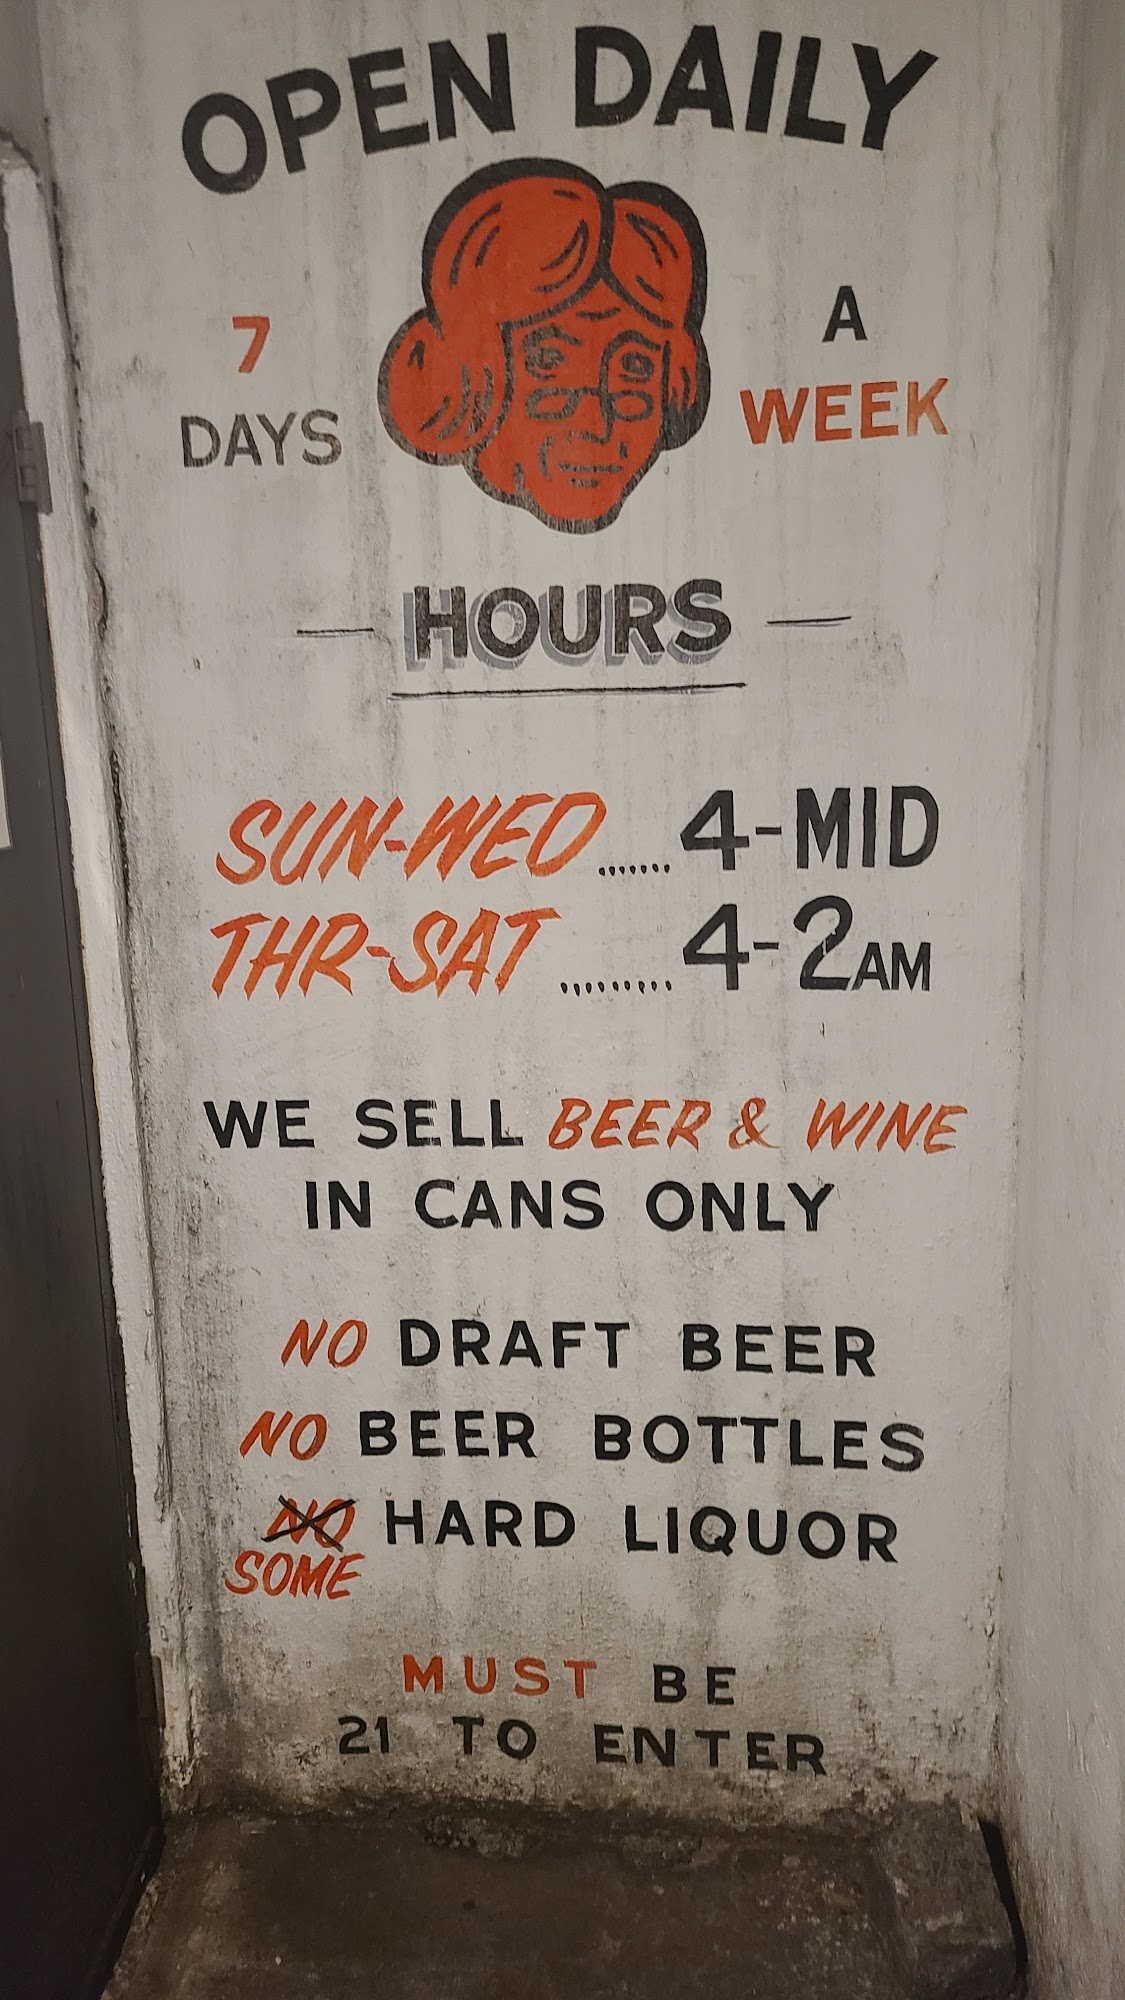 OPEN DAILY
7 DAYS
A WEEK
HOURS
SUN-WED ...... 4-MID
THR-SAT ......... 4-2AM
WE SELL BEER & WINE
IN CANS ONLY
NO DRAFT BEER
NO BEER BOTTLES
NO HARD LIQUOR
SOME
MUST BE
21 TO ENTER